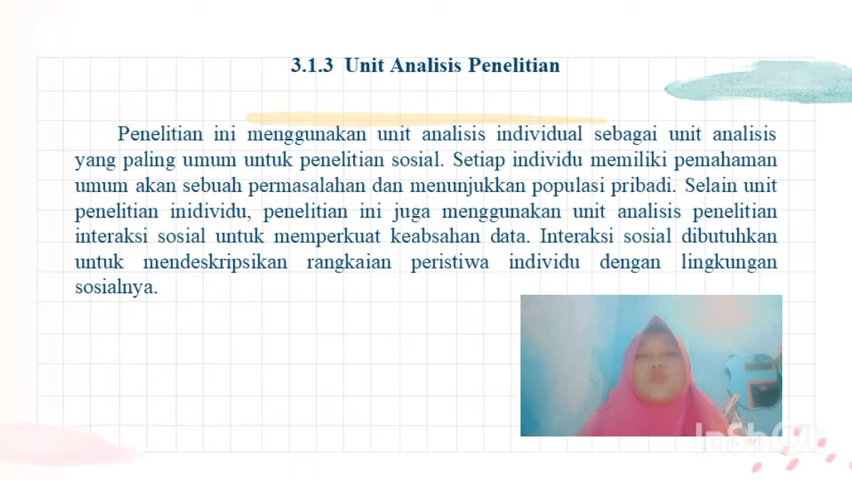 3.1.3 Unit Analisis Penelitian
Penelitian ini menggunakan unit analisis individual sebagai unit analisis
yang paling umum untuk penelitian sosial. Setiap individu memiliki pemahaman
umum akan sebuah permasalahan dan menunjukkan populasi pribadi. Selain unit
penelitian inidividu, penelitian ini juga menggunakan unit analisis penelitian
interaksi sosial untuk memperkuat keabsahan data. Interaksi sosial dibutuhkan
untuk mendeskripsikan rangkaian peristiwa individu dengan lingkungan
sosialnya.
InShOt